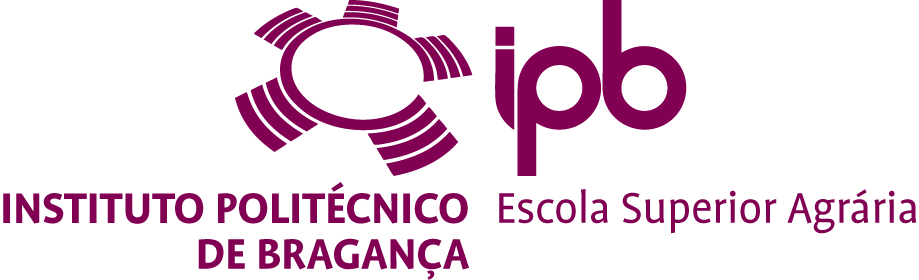 ipb
INSTITUTO POLITÉCNICO
DE BRAGANÇA
Escola Superior Agrária